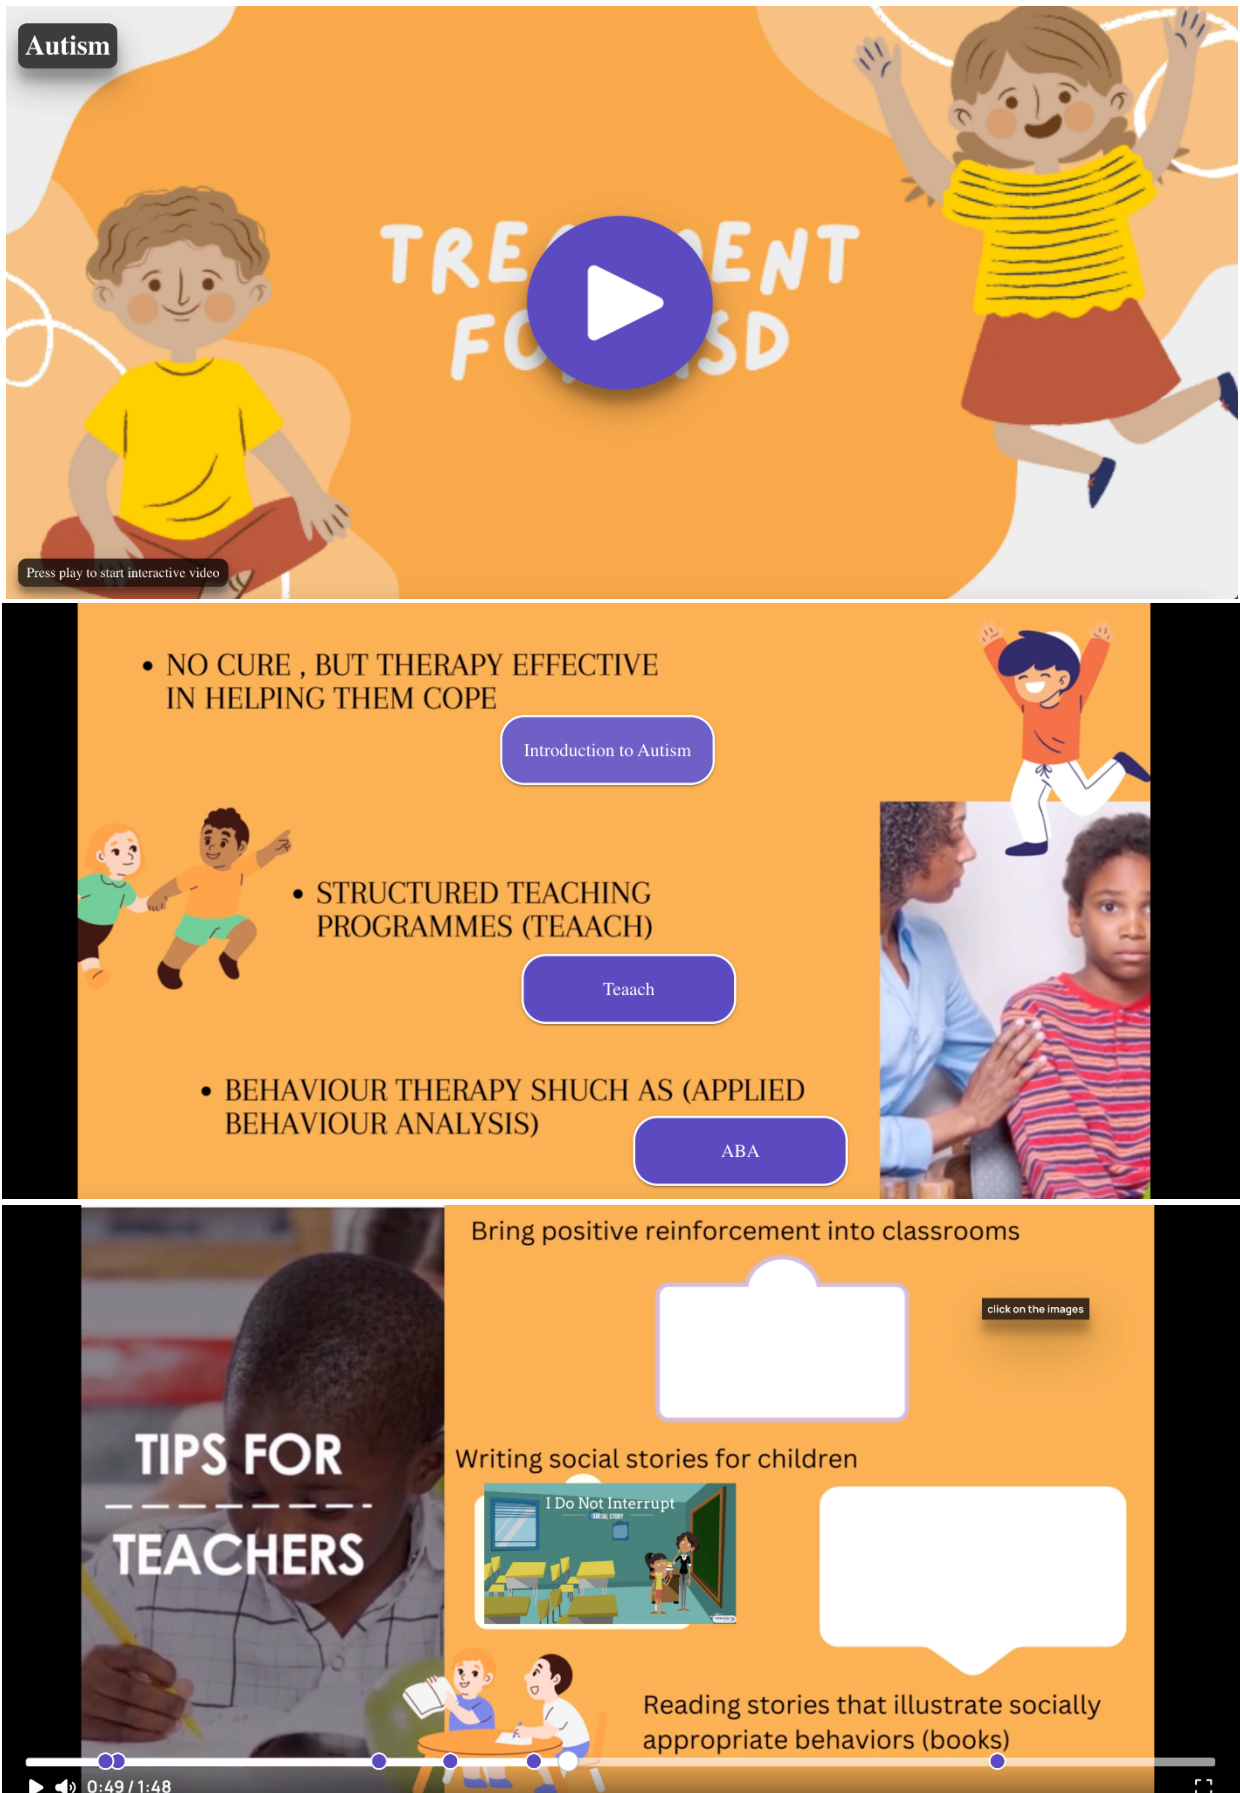 Autism
TRE ENT
FO SD
Press play to start interactive video
• NO CURE , BUT THERAPY EFFECTIVE
IN HELPING THEM COPE
Introduction to Autism
• STRUCTURED TEACHING
PROGRAMMES (TEAACH)
Teaach
• BEHAVIOUR THERAPY SHUCH AS (APPLIED
BEHAVIOUR ANALYSIS)
ABA
Bring positive reinforcement into classrooms
click on the images
TIPS FOR
TEACHERS
Writing social stories for children
I Do Not Interrupt
SOCIAL STORY
Reading stories that illustrate socially
appropriate behaviors (books)
0:49 / 1:48